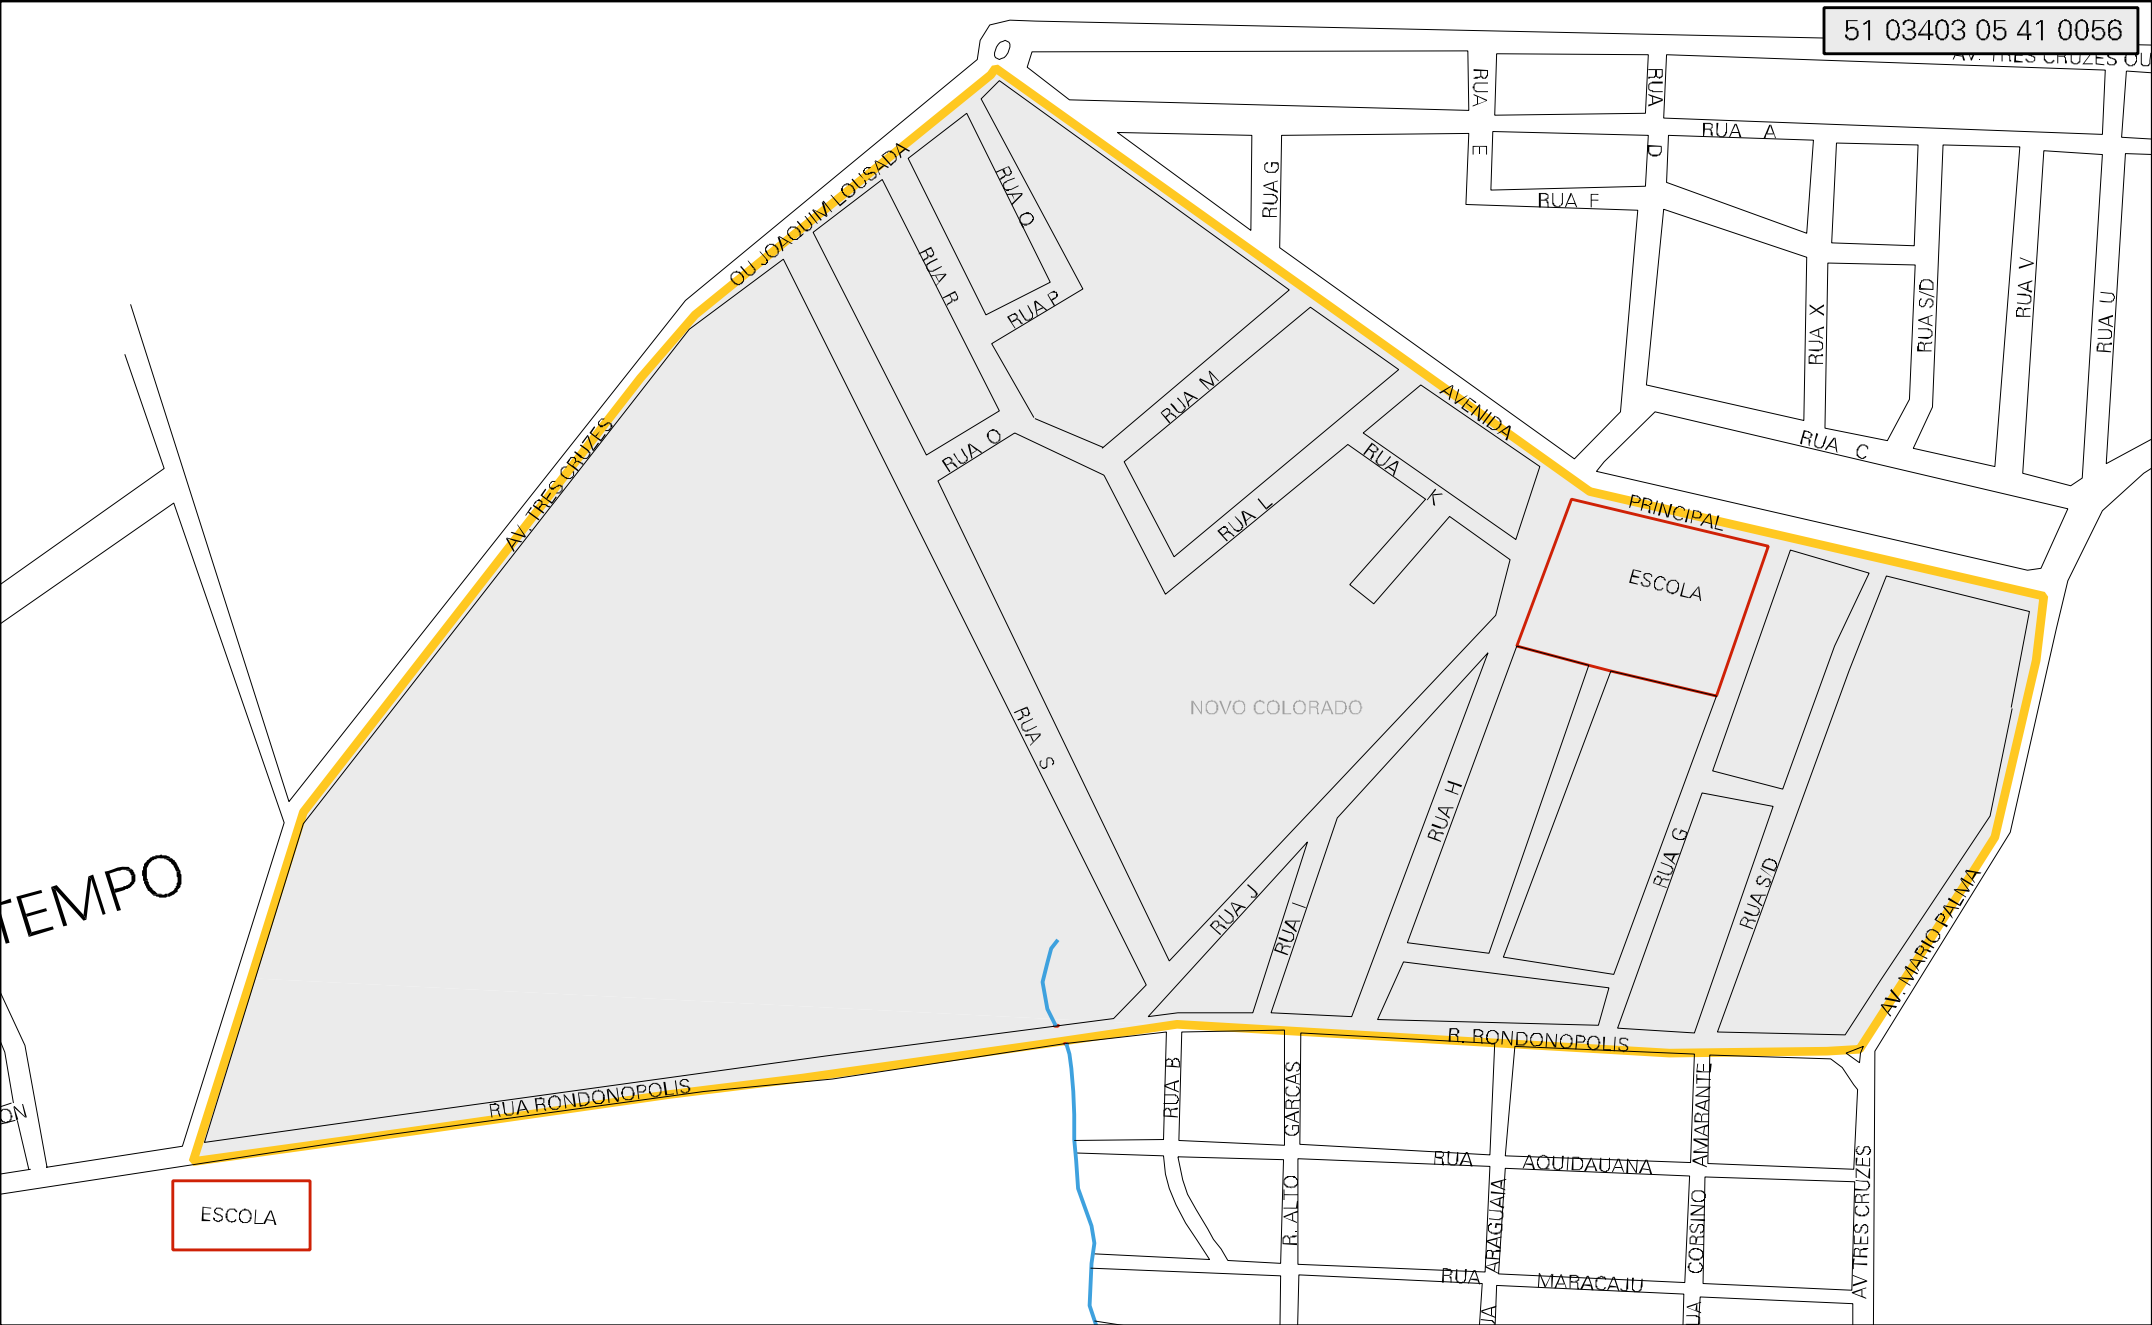 51 03403 05 41 0056
AV. TRES CRUZES OU
RUA E
RUA D
RUA A
RUA G
RUA F
OU JOAQUIM LOUSADA
RUA Q
RUA R
RUA P
RUA V
RUA S/D
RUA U
RUA X
RUA M
AVENIDA
RUA C
AV. TRES CRUZES
RUA O
RUA K
RUA L
PRINCIPAL
ESCOLA
NOVO COLORADO
RUA S
RUA H
RUA G
RUA S/D
TEMPO
RUA J
RUA I
AV. MARIO PALMA
R. RONDONOPOLIS
RUA RONDONOPOLIS
RUA B
GARCAS
AMARANTE
RUA AQUIDAUANA
ESCOLA
R. ALTO
ARAGUAIA
CORSINO
AV TRES CRUZES
RUA MARACAJU